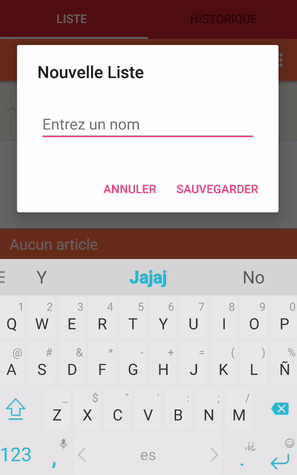 LISTE HISTORIQUE
Nouvelle Liste
Entrez un nom
ANNULER SAUVEGARDER
Aucun article
Y Jajaj No
1 2 3 4 5 6 7 8 9 0
Q W E R T Y U I O P
@ # & * - + = ( ) %
A S D F G H J K L Ñ
_ $ " ' : ; /
Z X C V B N M
123 , es . ,!¿